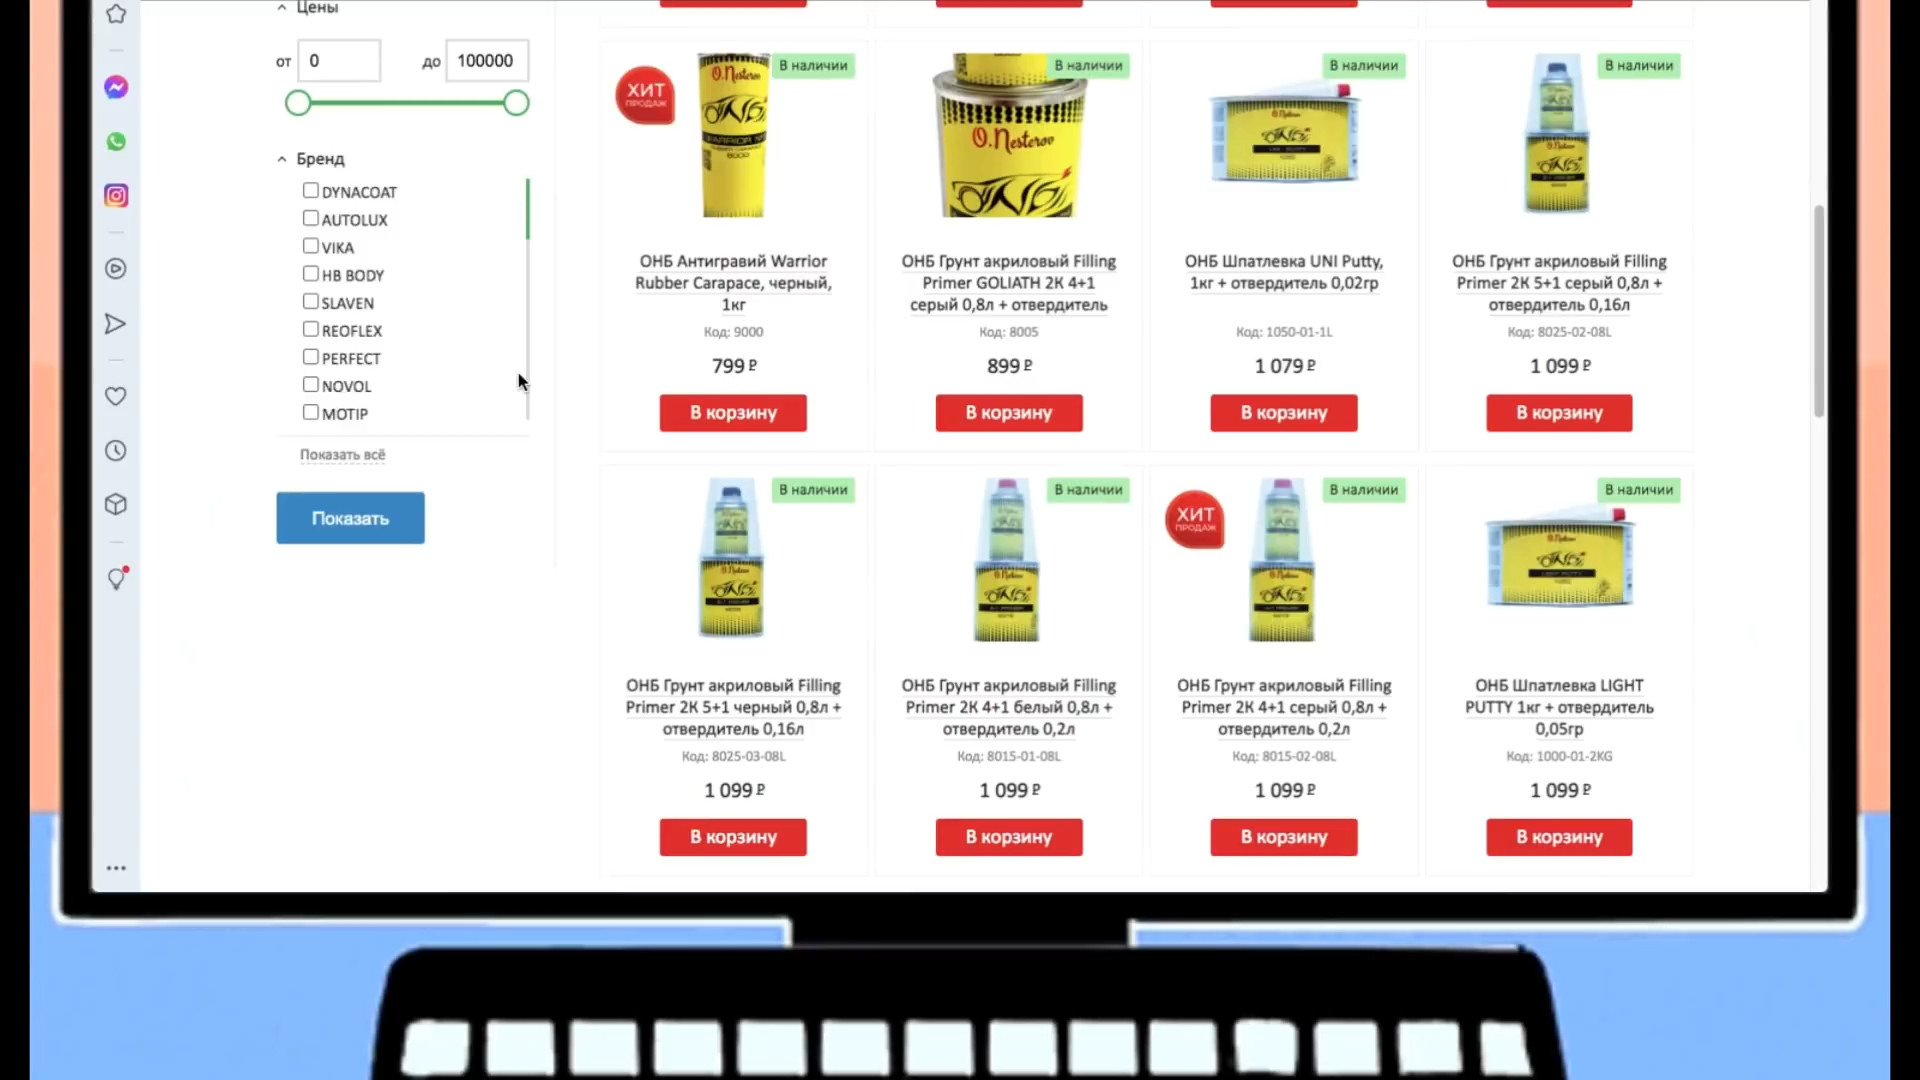 Цены
от 0 до 100000
Бренд
DYNACOAT
AUTOLUX
VIKA
HB BODY
SLAVEN
REOFLEX
PERFECT
NOVOL
MOTIP
Показать всё
Показать
ХИТ
ПРОДАЖ
В наличии
O.Nesterov
8000
ОНБ Антигравий Warrior
Rubber Carapace, черный,
1кг
Код: 9000
799 ₽
В корзину
В наличии
O.Nesterov
ОНБ Грунт акриловый Filling
Primer GOLIATH 2К 4+1
серый 0,8л + отвердитель
Код: 8005
899 ₽
В корзину
В наличии
O.Nesterov
ОНБ Шпатлевка UNI Putty,
1кг + отвердитель 0,02гр
Код: 1050-01-1L
1 079 ₽
В корзину
В наличии
ОНБ Грунт акриловый Filling
Primer 2К 5+1 серый 0,8л +
отвердитель 0,16л
Код: 8025-02-08L
1 099 ₽
В корзину
В наличии
ОНБ Грунт акриловый Filling
Primer 2К 5+1 черный 0,8л +
отвердитель 0,16л
Код: 8025-03-08L
1 099 ₽
В корзину
В наличии
ОНБ Грунт акриловый Filling
Primer 2К 4+1 белый 0,8л +
отвердитель 0,2л
Код: 8015-01-08L
1 099 ₽
В корзину
ХИТ
ПРОДАЖ
В наличии
ОНБ Грунт акриловый Filling
Primer 2К 4+1 серый 0,8л +
отвердитель 0,2л
Код: 8015-02-08L
1 099 ₽
В корзину
В наличии
ОНБ Шпатлевка LIGHT
PUTTY 1кг + отвердитель
0,05гр
Код: 1000-01-2KG
1 099 ₽
В корзину